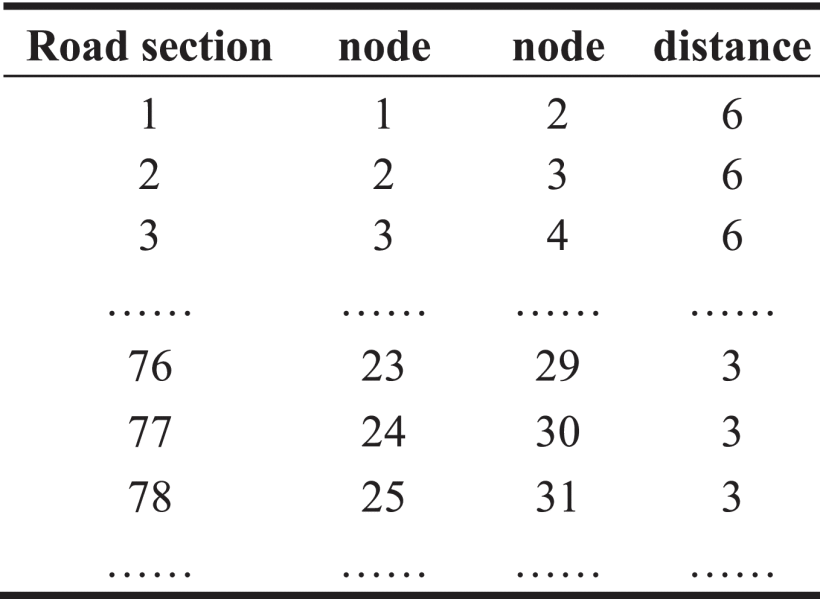 Road section node node distance
1 1 2 6
2 2 3 6
3 3 4 6
…… …… …… ……
76 23 29 3
77 24 30 3
78 25 31 3
…… …… …… ……